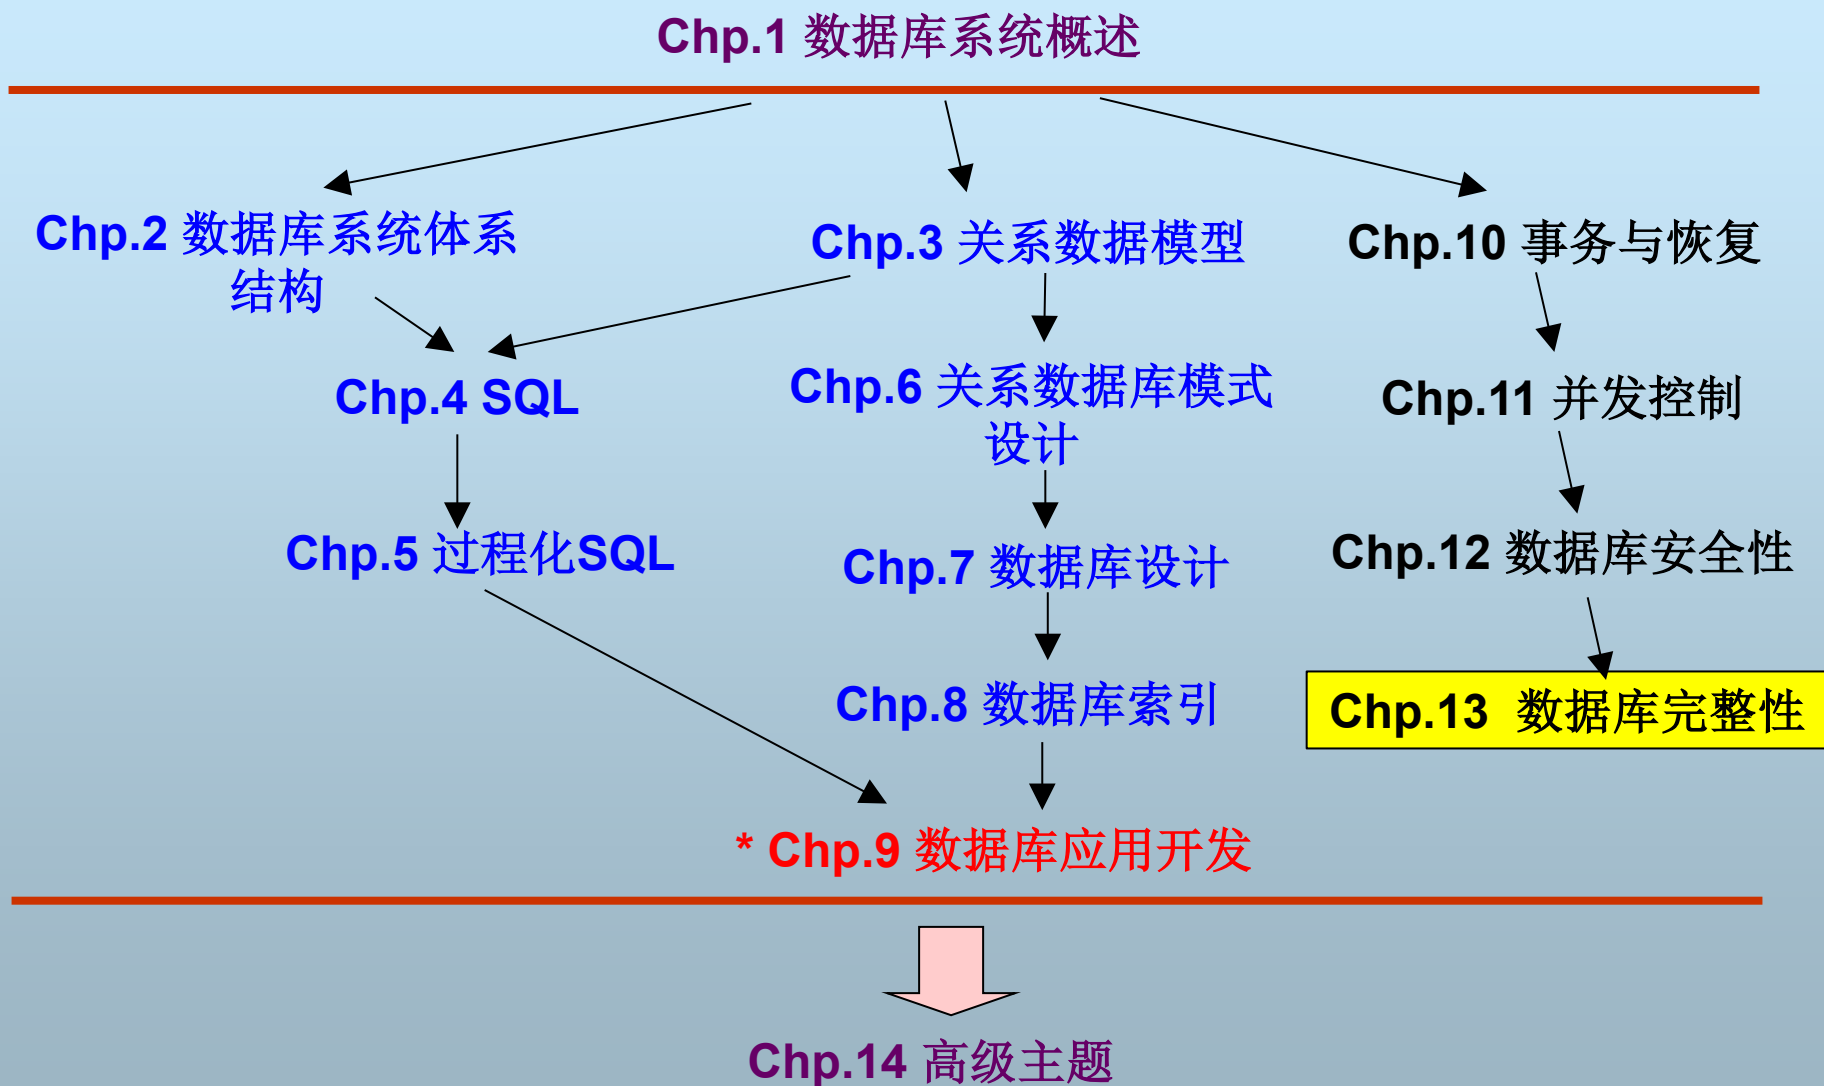 Chp.1 数据库系统概述
Chp.2 数据库系统体系
结构
Chp.3 关系数据模型
Chp.10 事务与恢复
Chp.4 SQL
Chp.6 关系数据库模式
设计
Chp.11 并发控制
Chp.5 过程化SQL
Chp.7 数据库设计
Chp.12 数据库安全性
Chp.8 数据库索引
Chp.13 数据库完整性
* Chp.9 数据库应用开发
Chp.14 高级主题